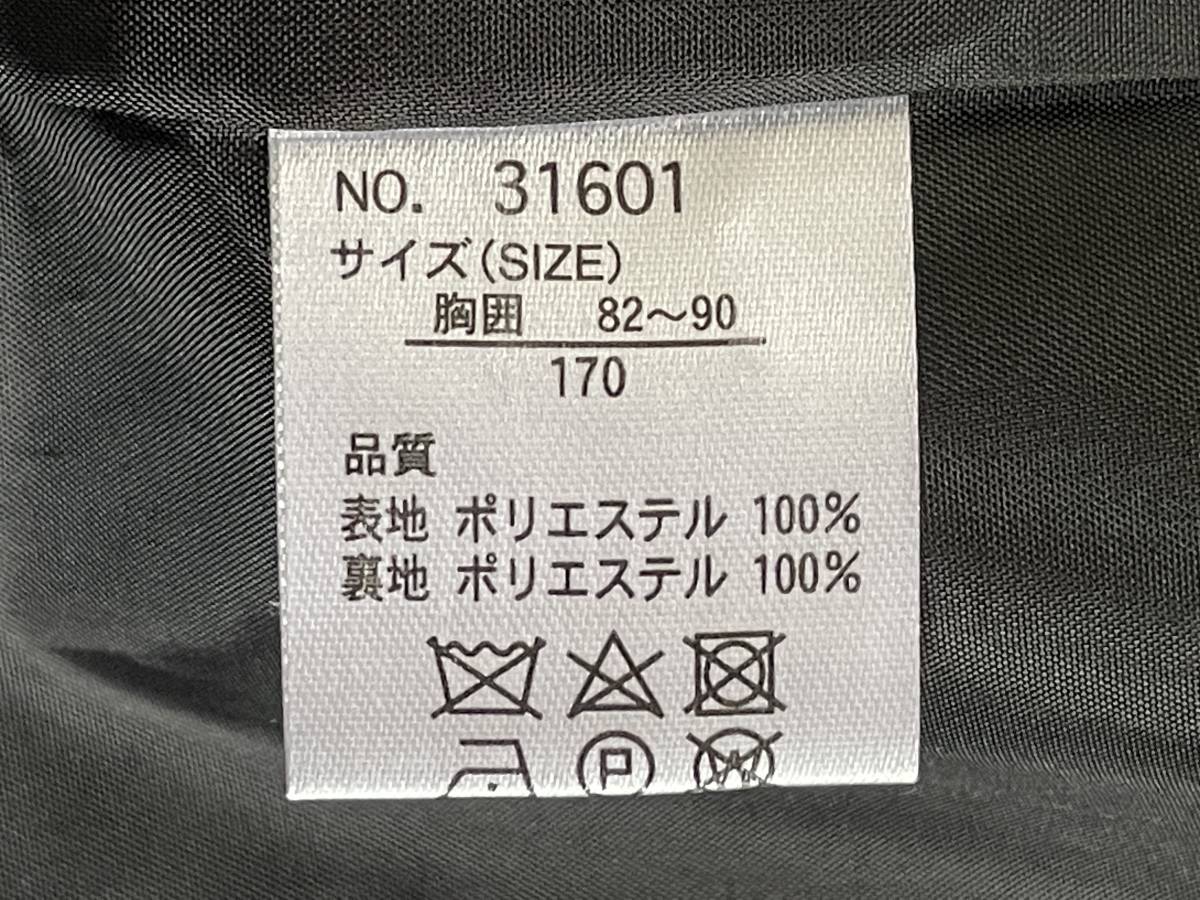 NO. 31601
サイズ(SIZE)
胸囲 82～90
170
品質
表地 ポリエステル 100%
裏地 ポリエステル 100%
P W